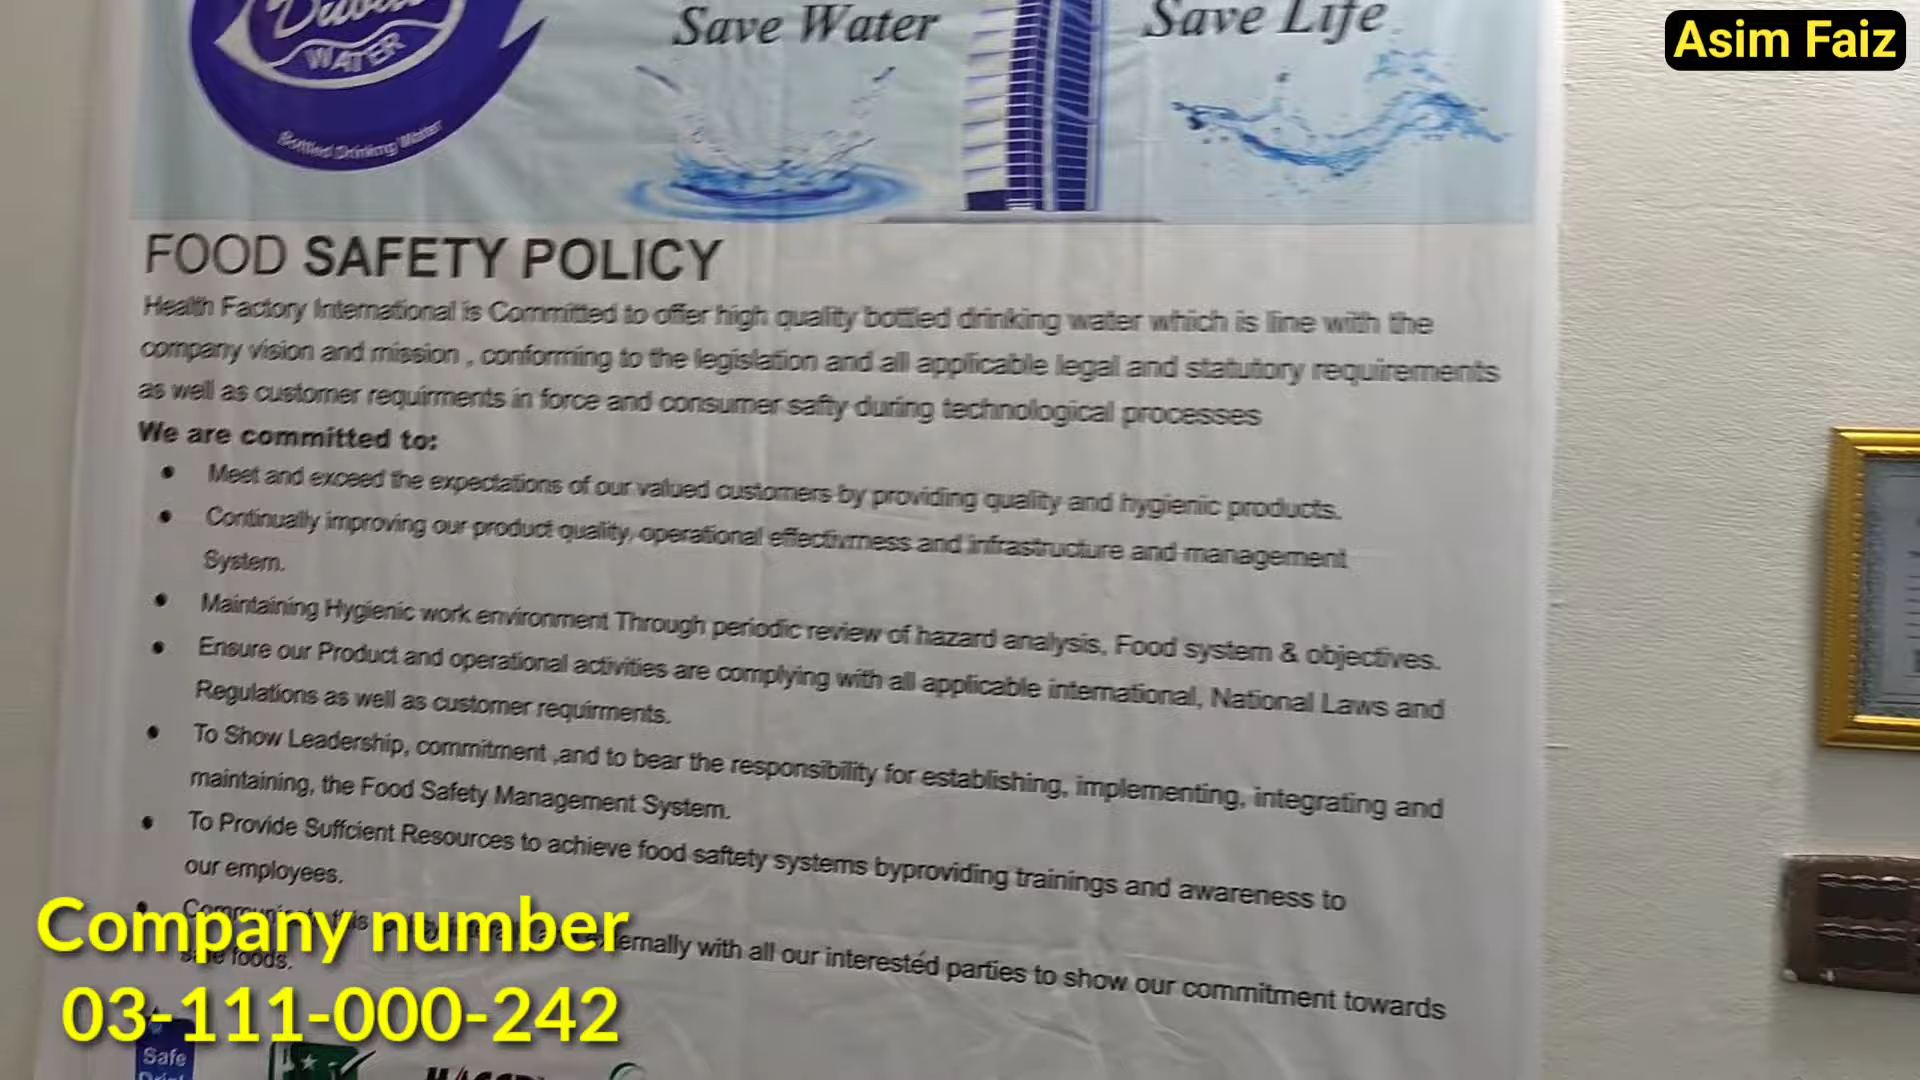 Asim Faiz
Save Water
Save Life
Dubai
WATER
Bottled Drinking Water
FOOD SAFETY POLICY
Health Factory International is Committed to offer high quality bottled drinking water which is line with the
company vision and mission , conforming to the legislation and all applicable legal and statutory requirements
as well as customer requirments in force and consumer safty during technological processes
We are committed to:
• Meet and exceed the expectations of our valued customers by providing quality and hygienic products.
• Continually improving our product quality, operational effectivrness and infrastructure and management
System.
• Maintaining Hygienic work environment Through periodic review of hazard analysis, Food system & objectives.
• Ensure our Product and operational activities are complying with all applicable international, National Laws and
Regulations as well as customer requirments.
• To Show Leadership, commitment ,and to bear the responsibility for establishing, implementing, integrating and
maintaining, the Food Safety Management System.
• To Provide Suffcient Resources to achieve food saftety systems byproviding trainings and awareness to
our employees.
• this externally with all our interested parties to show our commitment towards
safe foods.
Company number
03-111-000-242
Safe